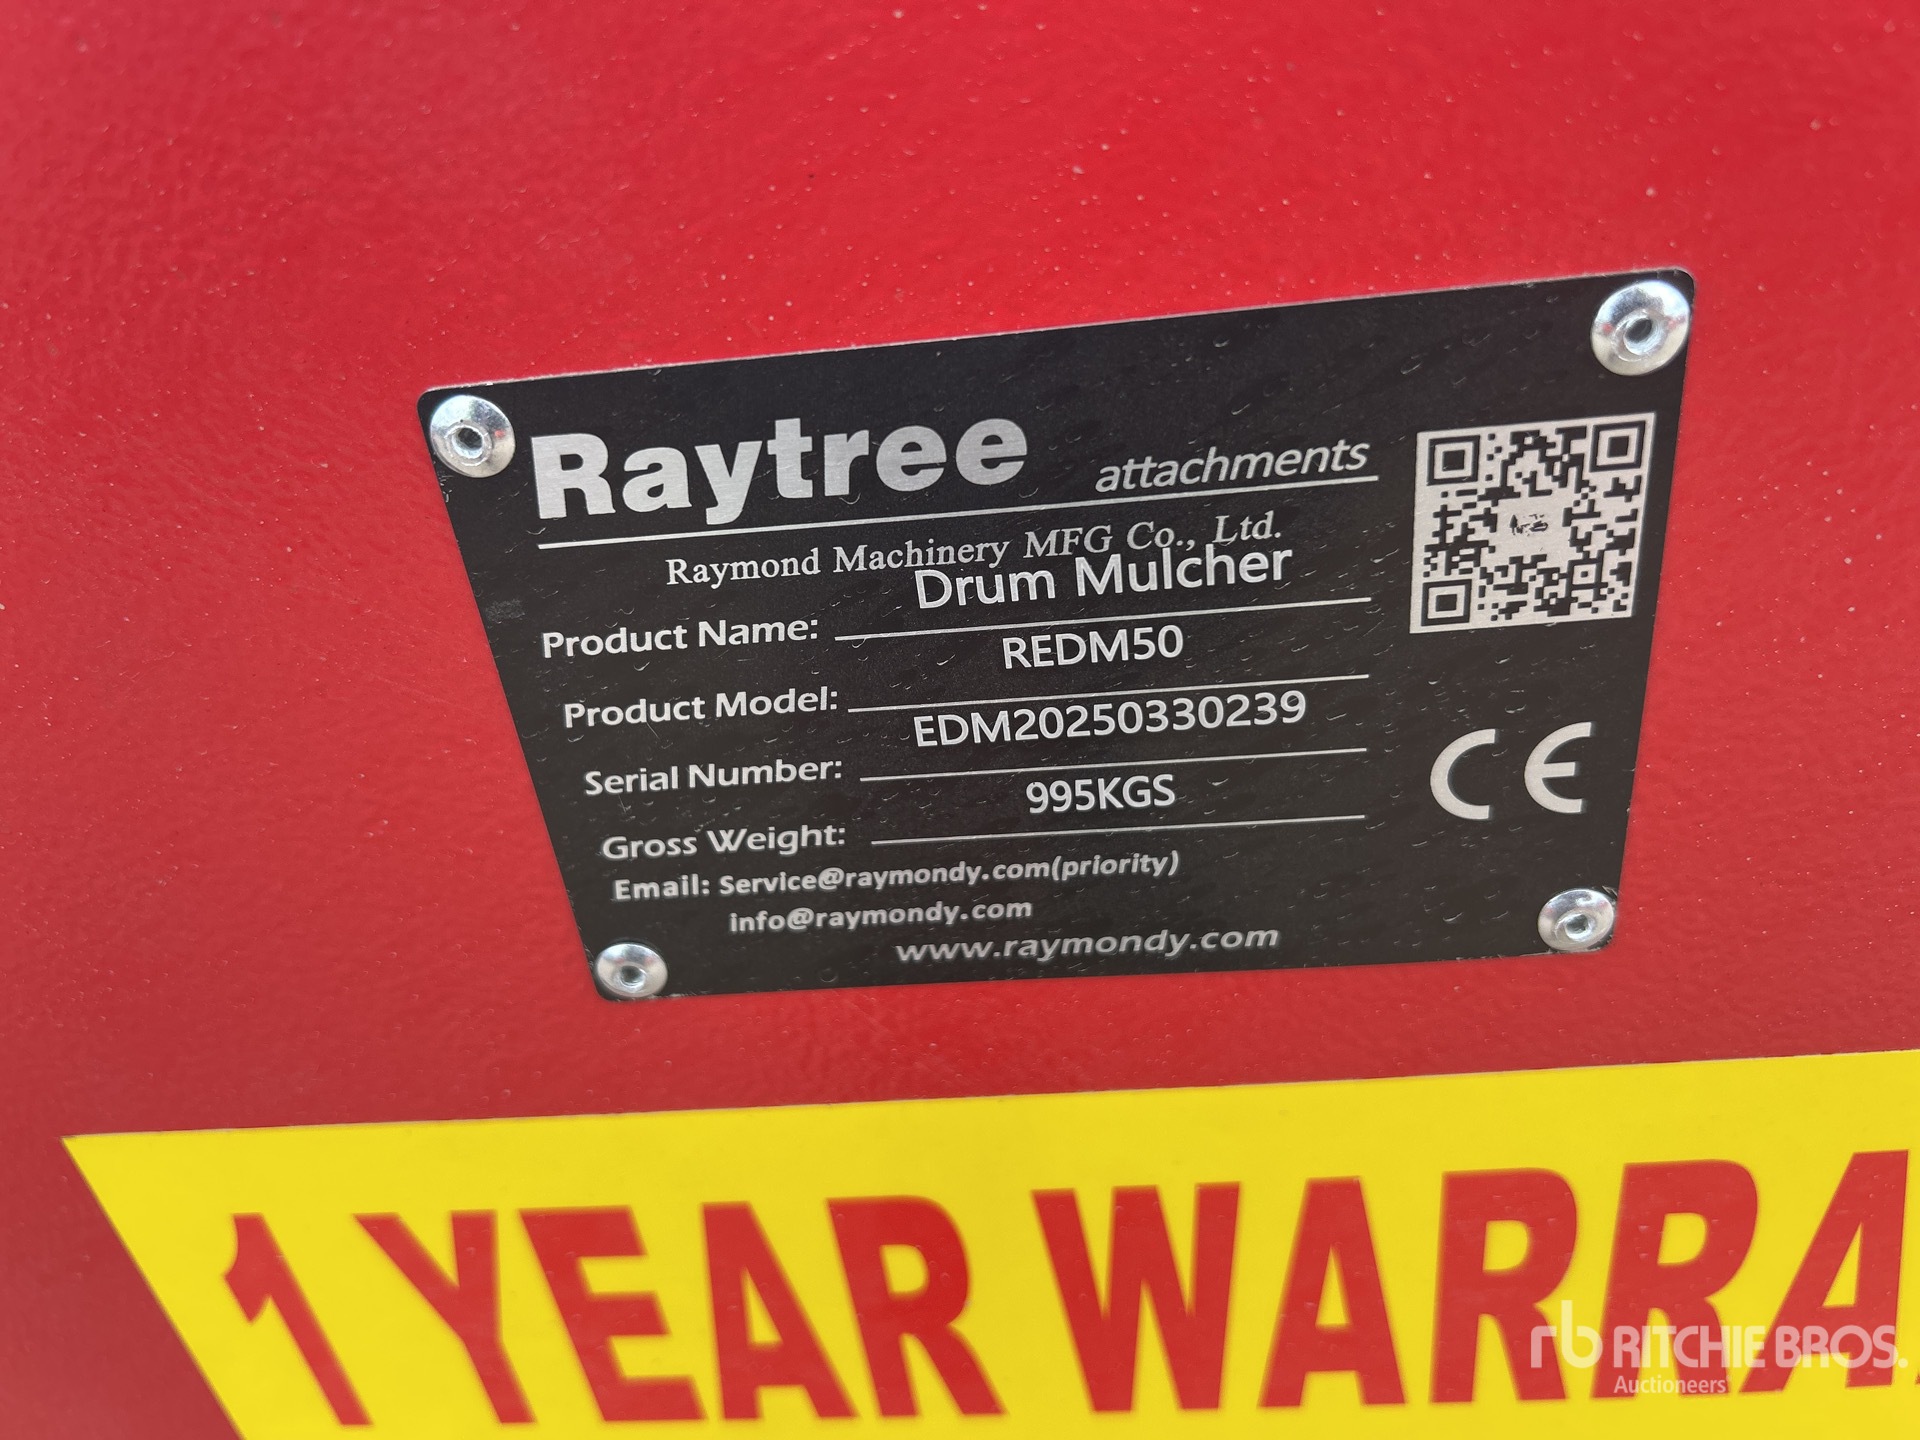 Raytree attachments
Raymond Machinery MFG Co., Ltd.
Product Name: Drum Mulcher
Product Model: REDM50
Serial Number: EDM20250330239
Gross Weight: 995KGS
Email: Service@raymondy.com(priority)
info@raymondy.com
www.raymondy.com
CE
1 YEAR WARRA
rb RITCHIE BROS.
Auctioneers